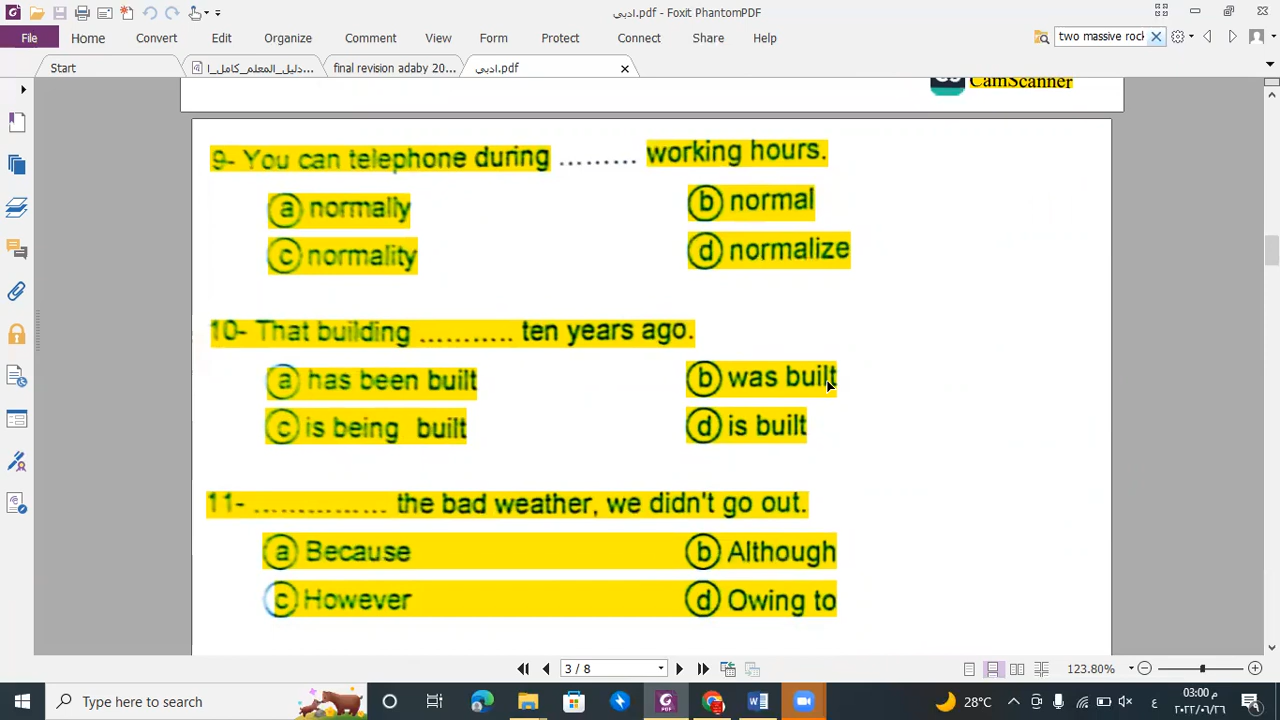 ادبي.pdf - Foxit PhantomPDF
File Home Convert Edit Organize Comment View Form Protect Connect Share Help
two massive rock
Start
دليل_المعلم_كامل_ا...
final revision adaby 20...
ادبي.pdf
CamScanner
9- You can telephone during ......... working hours.
a normally b normal
c normality d normalize
10- That building ........... ten years ago.
a has been built b was built
c is being built d is built
11- ............... the bad weather, we didn't go out.
a Because b Although
c However d Owing to
3 / 8
123.80%
Type here to search
28°C
ع
03:00 م
٢٠٢٢/٠٦/٢٦